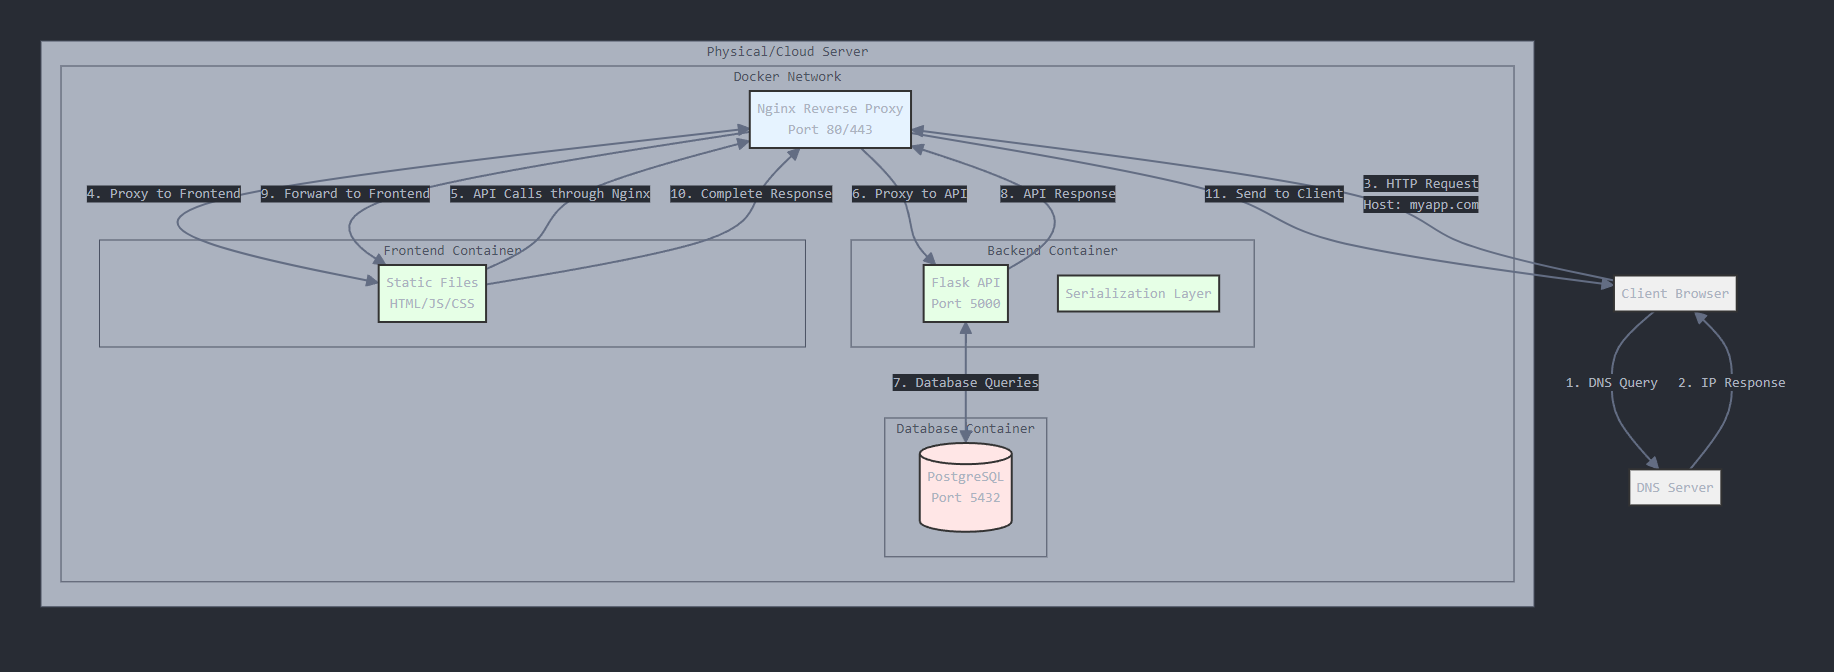 Physical/Cloud Server
Docker Network
Nginx Reverse Proxy
Port 80/443
4. Proxy to Frontend
9. Forward to Frontend
5. API Calls through Nginx
10. Complete Response
6. Proxy to API
8. API Response
11. Send to Client
3. HTTP Request
Host: myapp.com
Frontend Container
Static Files
HTML/JS/CSS
Backend Container
Flask API
Port 5000
Serialization Layer
Client Browser
7. Database Queries
1. DNS Query
2. IP Response
Database Container
PostgreSQL
Port 5432
DNS Server